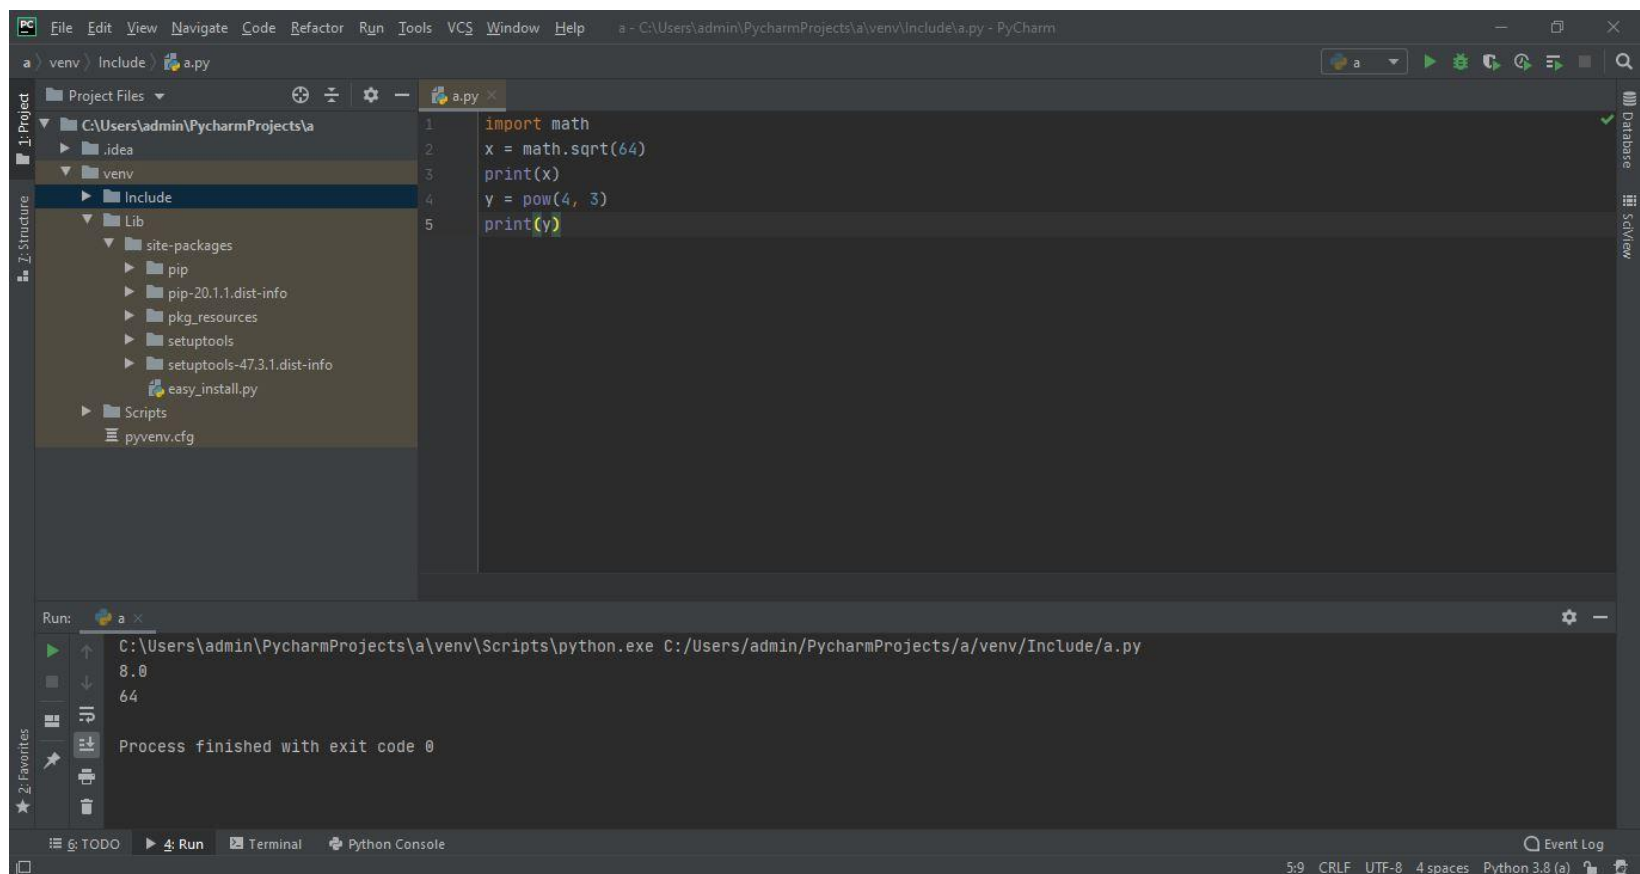 PC File Edit View Navigate Code Refactor Run Tools VCS Window Help a - C:\Users\admin\PycharmProjects\a\venv\Include\a.py - PyCharm
a venv Include a.py a
1: Project
Project Files
a.py
C:\Users\admin\PycharmProjects\a
.idea
venv
Include
Lib
site-packages
pip
pip-20.1.1.dist-info
pkg_resources
setuptools
setuptools-47.3.1.dist-info
easy_install.py
Scripts
pyvenv.cfg
7: Structure
1 import math
2 x = math.sqrt(64)
3 print(x)
4 y = pow(4, 3)
5 print(y)
Database
SciView
Run: a
C:\Users\admin\PycharmProjects\a\venv\Scripts\python.exe C:/Users/admin/PycharmProjects/a/venv/Include/a.py
8.0
64
Process finished with exit code 0
2: Favorites
6: TODO 4: Run Terminal Python Console Event Log
5:9 CRLF UTF-8 4 spaces Python 3.8 (a)